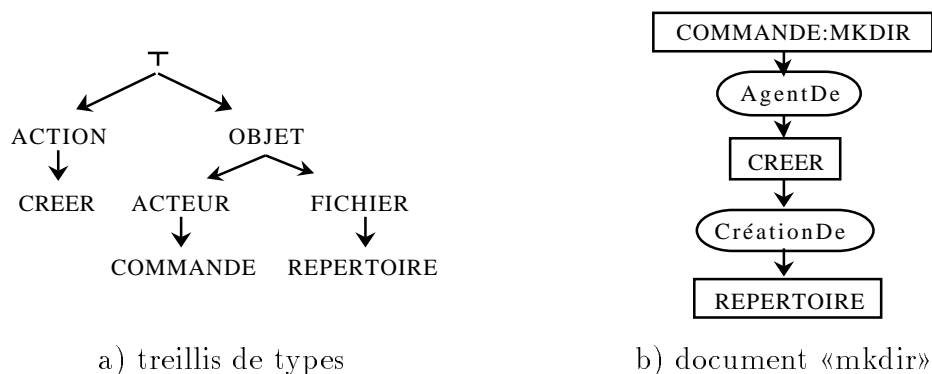 T
ACTION OBJET
CREER ACTEUR FICHIER
COMMANDE REPERTOIRE
a) treillis de types
COMMANDE:MKDIR
AgentDe
CREER
CréationDe
REPERTOIRE
b) document «mkdir»